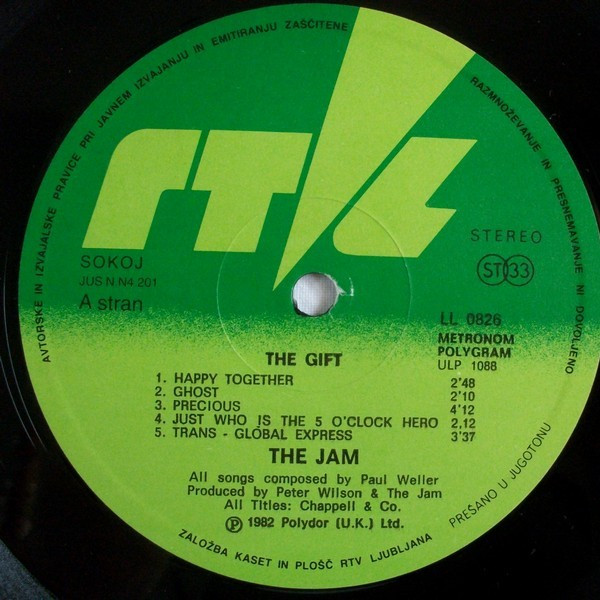 AVTORSKE IN IZVAJALSKE PRAVICE PRI JAVNEM IZVAJANJU IN EMITIRANJU ZAŠČITENE
RAZMNOŽEVANJE IN PRESNEMAVANJE NI DOVOLJENO
rtl
SOKOJ
JUS N N4 201
A stran
STEREO
ST 33
LL 0826
METRONOM
POLYGRAM
ULP 1088
THE GIFT
1. HAPPY TOGETHER 2'48
2. GHOST 2'10
3. PRECIOUS 4'12
4. JUST WHO IS THE 5 O'CLOCK HERO 2,12
5. TRANS - GLOBAL EXPRESS 3'37
THE JAM
All songs composed by Paul Weller
Produced by Peter Wilson & The Jam
All Titles: Chappell & Co.
Ⓟ 1982 Polydor (U.K.) Ltd.
PREŠANO U JUGOTONU
ZALOŽBA KASET IN PLOŠČ RTV LJUBLJANA